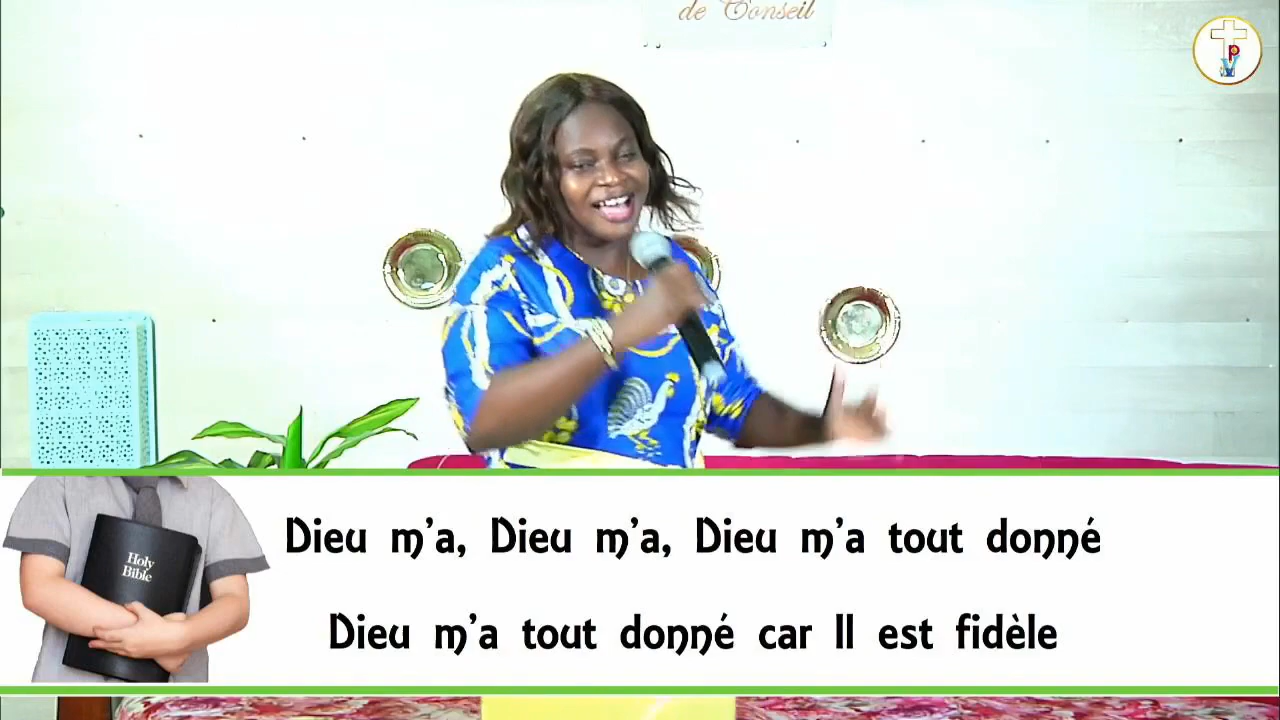 de Conseil
Holy
Bible
Dieu m'a, Dieu m'a, Dieu m'a tout donné
Dieu m'a tout donné car Il est fidèle